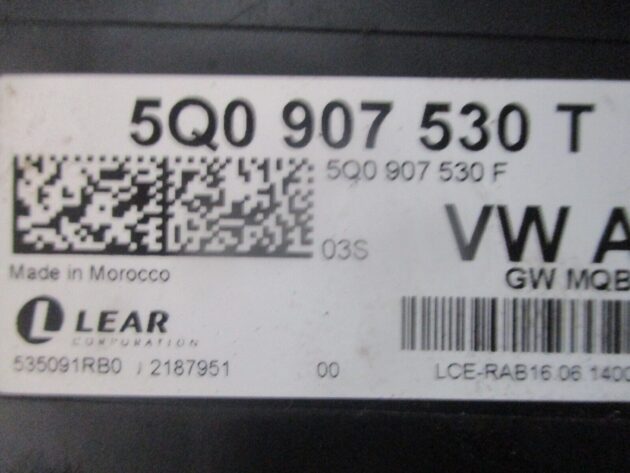 5Q0 907 530 T
5Q0 907 530 F
03S
VW A
Made in Morocco
GW MQB
LEAR
CORPORATION
535091RB0 / 2187951 00 LCE-RAB16.06.1400